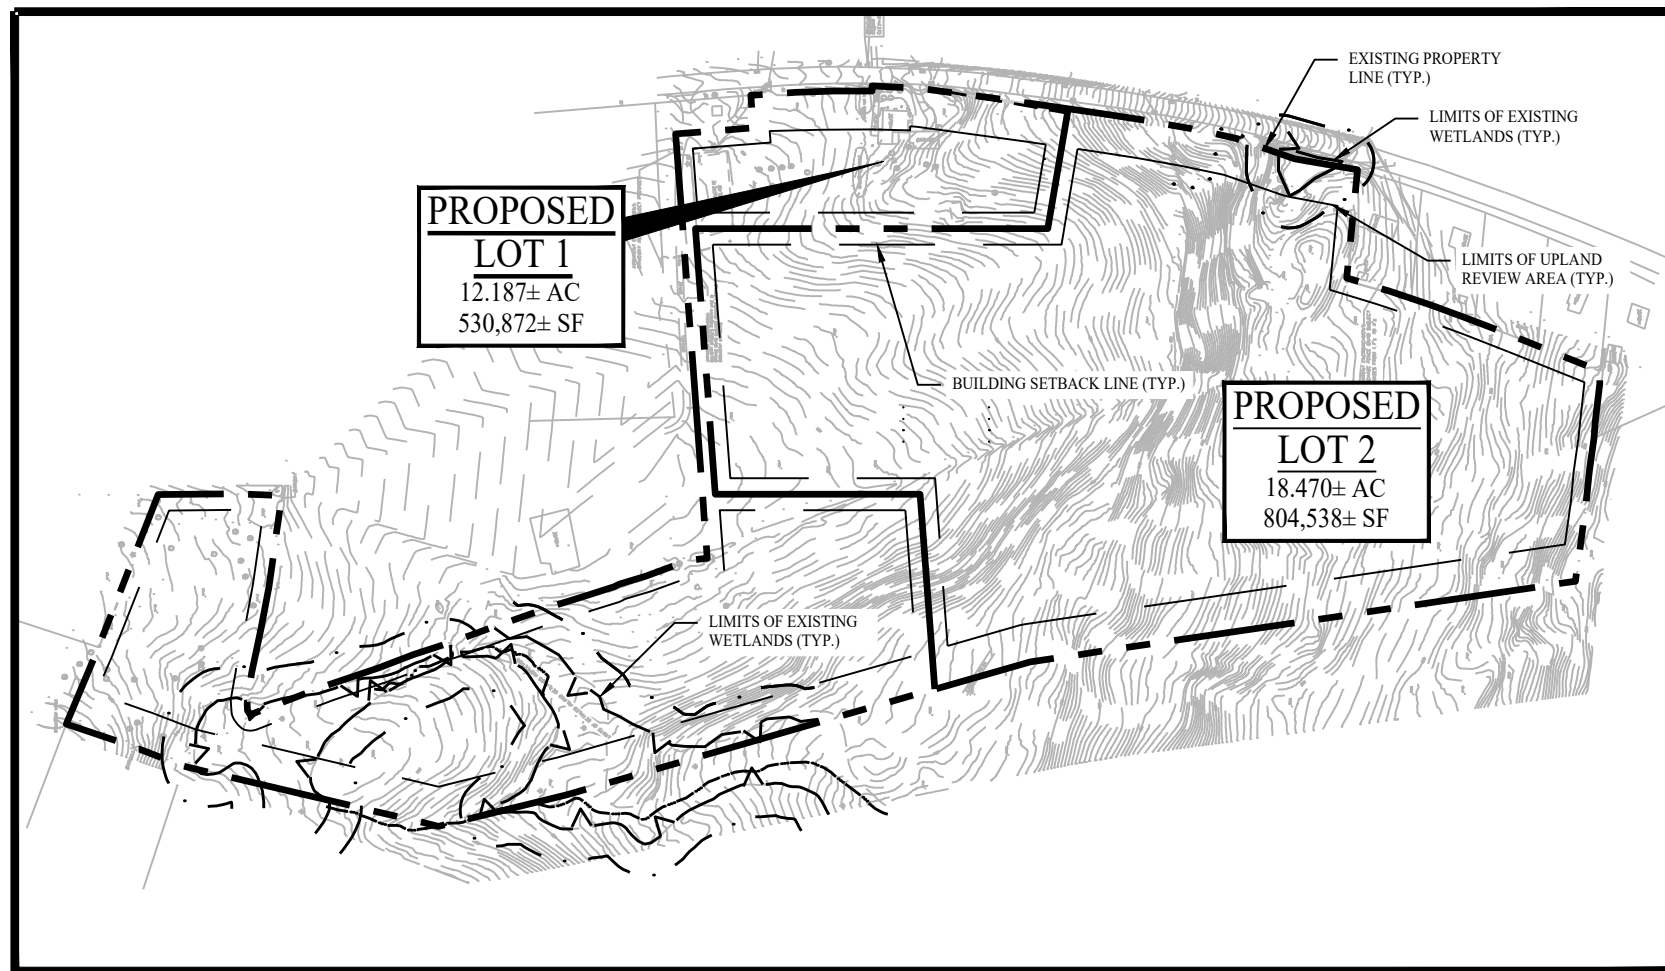 EXISTING PROPERTY
LINE (TYP.)
LIMITS OF EXISTING
WETLANDS (TYP.)
PROPOSED
LOT 1
12.187± AC
530,872± SF
LIMITS OF UPLAND
REVIEW AREA (TYP.)
BUILDING SETBACK LINE (TYP.)
PROPOSED
LOT 2
18.470± AC
804,538± SF
LIMITS OF EXISTING
WETLANDS (TYP.)